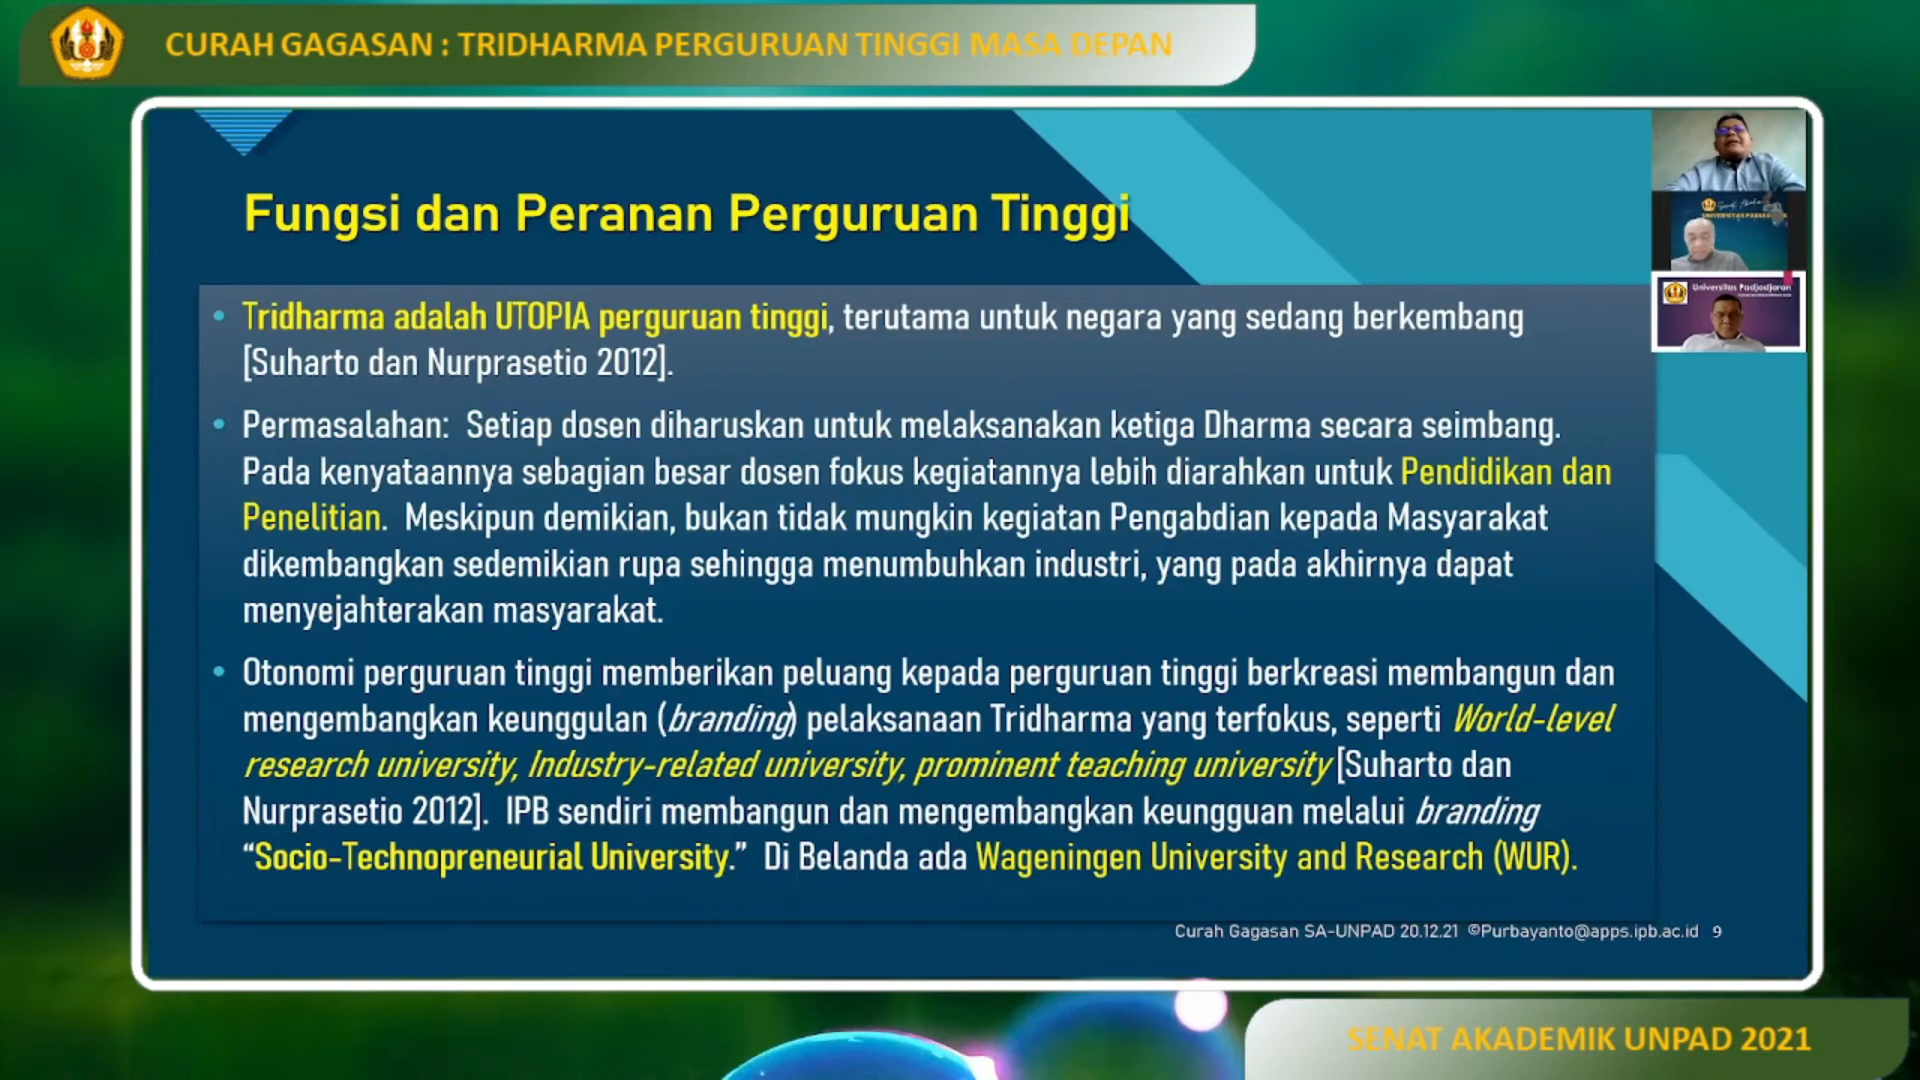 CURAH GAGASAN : TRIDHARMA PERGURUAN TINGGI MASA DEPAN
Fungsi dan Peranan Perguruan Tinggi
• Tridharma adalah UTOPIA perguruan tinggi, terutama untuk negara yang sedang berkembang
[Suharto dan Nurprasetio 2012].
• Permasalahan: Setiap dosen diharuskan untuk melaksanakan ketiga Dharma secara seimbang.
Pada kenyataannya sebagian besar dosen fokus kegiatannya lebih diarahkan untuk Pendidikan dan
Penelitian. Meskipun demikian, bukan tidak mungkin kegiatan Pengabdian kepada Masyarakat
dikembangkan sedemikian rupa sehingga menumbuhkan industri, yang pada akhirnya dapat
menyejahterakan masyarakat.
• Otonomi perguruan tinggi memberikan peluang kepada perguruan tinggi berkreasi membangun dan
mengembangkan keunggulan (branding) pelaksanaan Tridharma yang terfokus, seperti World-level
research university, Industry-related university, prominent teaching university [Suharto dan
Nurprasetio 2012]. IPB sendiri membangun dan mengembangkan keungguan melalui branding
“Socio-Technopreneurial University.” Di Belanda ada Wageningen University and Research (WUR).
Curah Gagasan SA-UNPAD 20.12.21 ©Purbayanto@apps.ipb.ac.id 9
Universitas Padjadjaran
SENAT AKADEMIK UNPAD 2021